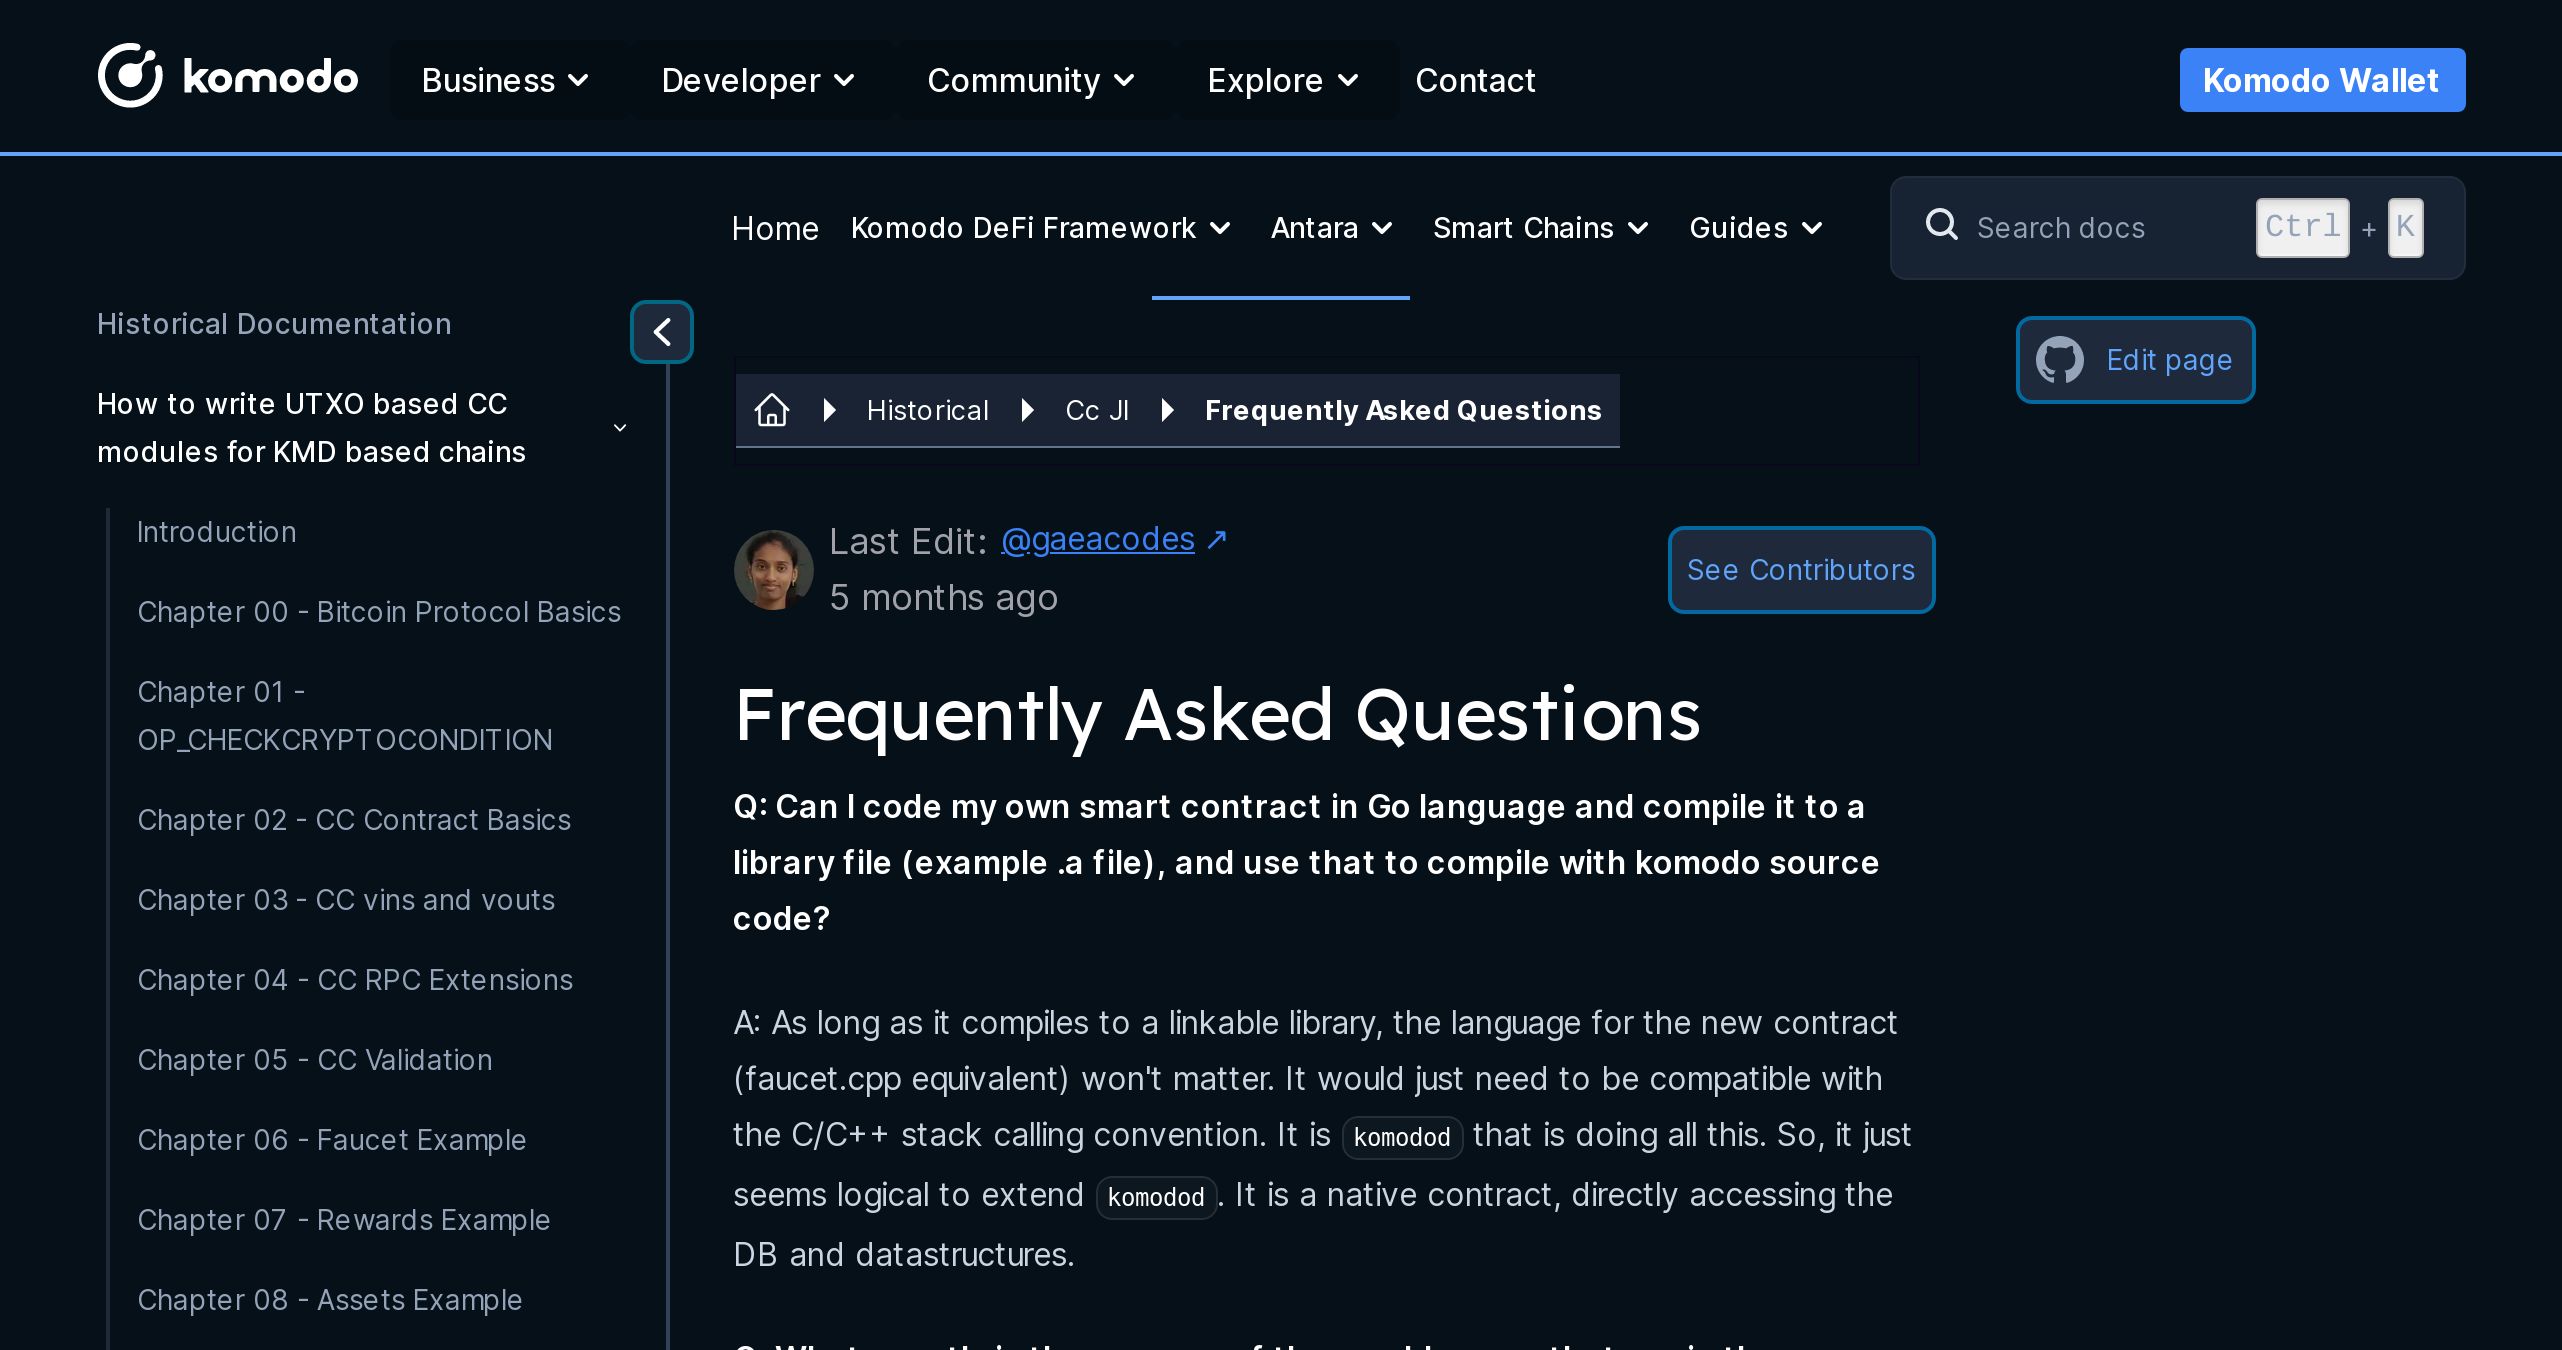 komodo
Business
Developer
Community
Explore
Contact
Komodo Wallet
Home
Komodo DeFi Framework
Antara
Smart Chains
Guides
Search docs
Ctrl + K
Historical Documentation
How to write UTXO based CC
modules for KMD based chains
Introduction
Chapter 00 - Bitcoin Protocol Basics
Chapter 01 -
OP_CHECKCRYPTOCONDITION
Chapter 02 - CC Contract Basics
Chapter 03 - CC vins and vouts
Chapter 04 - CC RPC Extensions
Chapter 05 - CC Validation
Chapter 06 - Faucet Example
Chapter 07 - Rewards Example
Chapter 08 - Assets Example
Historical
Cc Jl
Frequently Asked Questions
Edit page
Last Edit: @gaeacodes ↗
5 months ago
See Contributors
Frequently Asked Questions
Q: Can I code my own smart contract in Go language and compile it to a
library file (example .a file), and use that to compile with komodo source
code?
A: As long as it compiles to a linkable library, the language for the new contract
(faucet.cpp equivalent) won't matter. It would just need to be compatible with
the C/C++ stack calling convention. It is komodod that is doing all this. So, it just
seems logical to extend komodod. It is a native contract, directly accessing the
DB and datastructures.